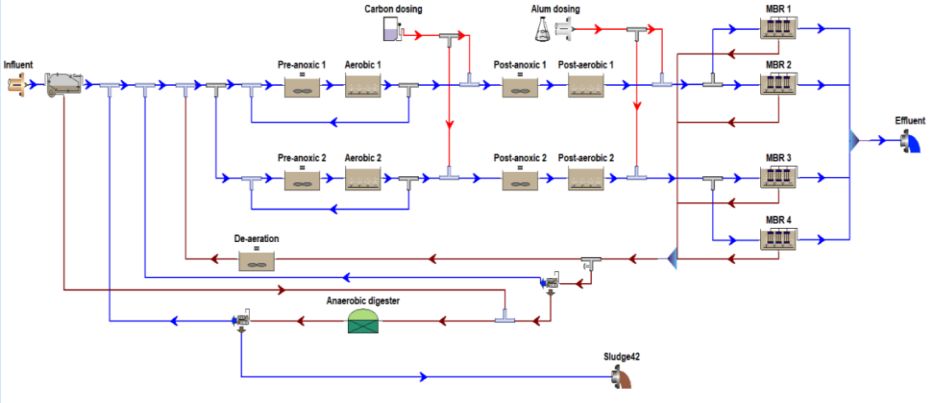 Carbon dosing
Alum dosing
MBR 1
Influent
Pre-anoxic 1
Aerobic 1
Post-anoxic 1
Post-aerobic 1
MBR 2
Effluent
Pre-anoxic 2
Aerobic 2
Post-anoxic 2
Post-aerobic 2
MBR 3
MBR 4
De-aeration
Anaerobic digester
Sludge42